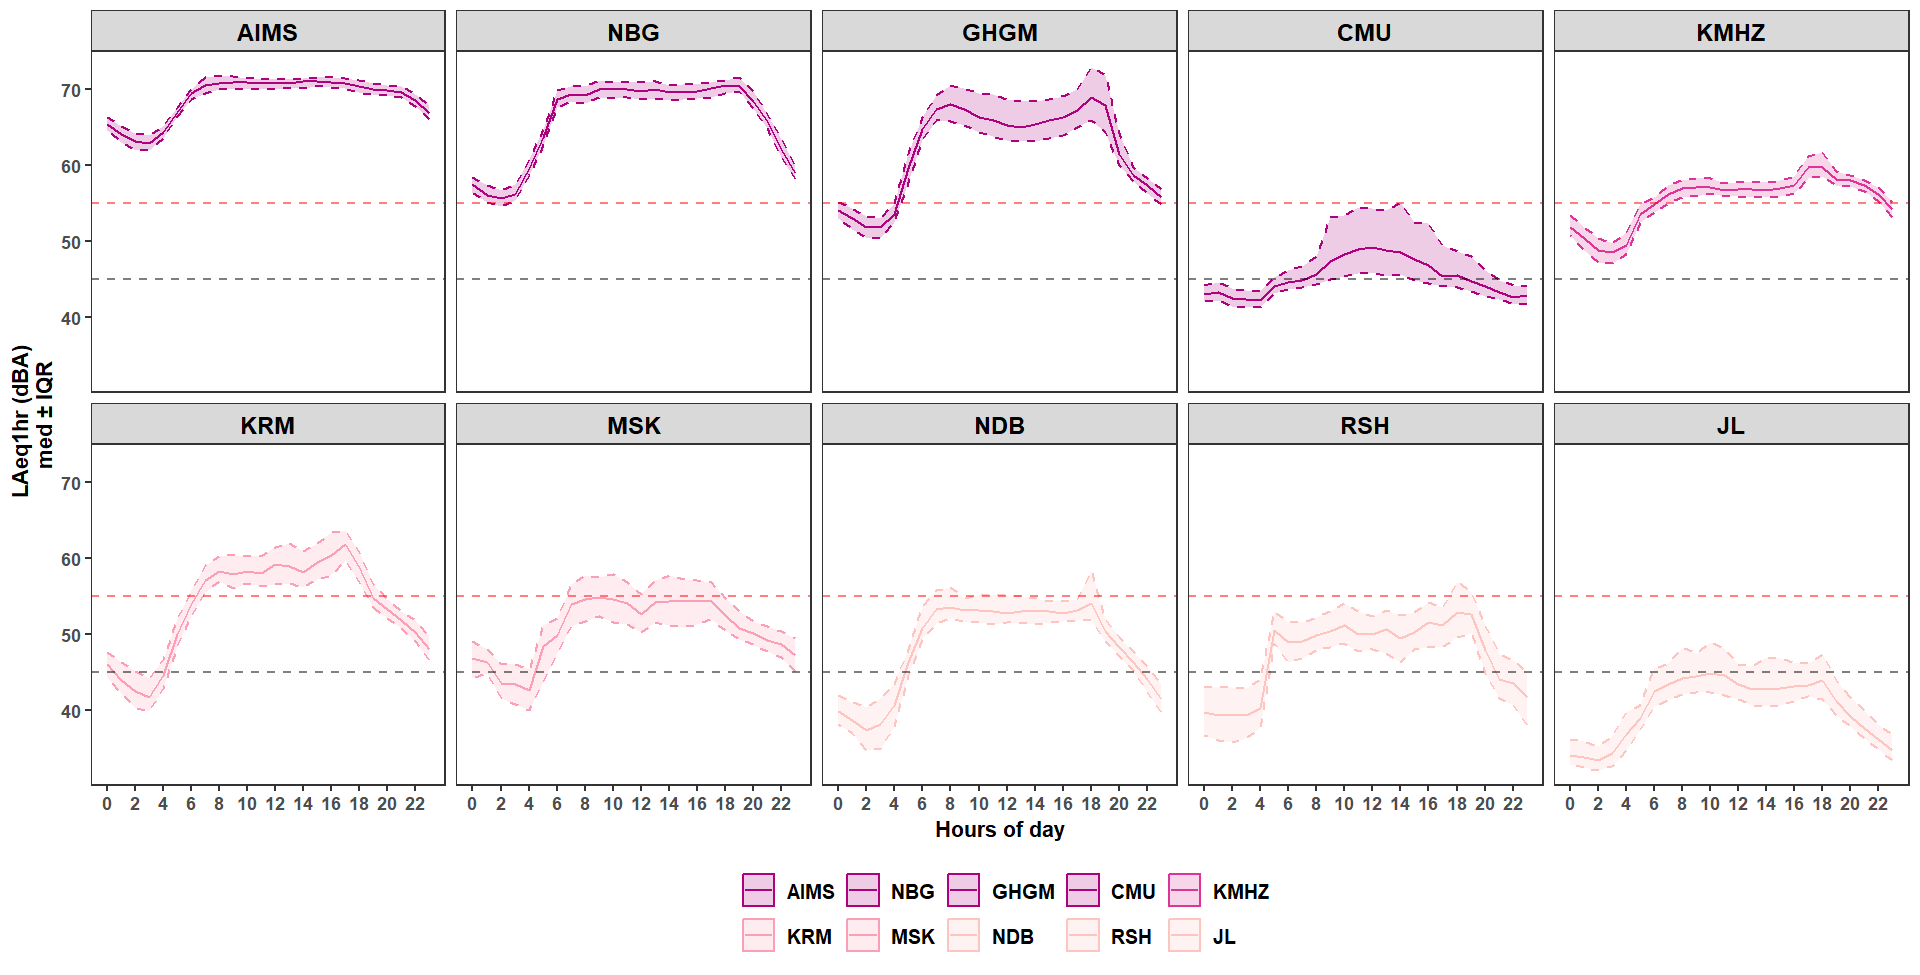 AIMS NBG GHGM CMU KMHZ
70
60
50
40
KRM MSK NDB RSH JL
70
60
50
40
LAeq1hr (dBA)
med ± IQR
0 2 4 6 8 10 12 14 16 18 20 22 0 2 4 6 8 10 12 14 16 18 20 22 0 2 4 6 8 10 12 14 16 18 20 22 0 2 4 6 8 10 12 14 16 18 20 22 0 2 4 6 8 10 12 14 16 18 20 22
Hours of day
AIMS NBG GHGM CMU KMHZ
KRM MSK NDB RSH JL